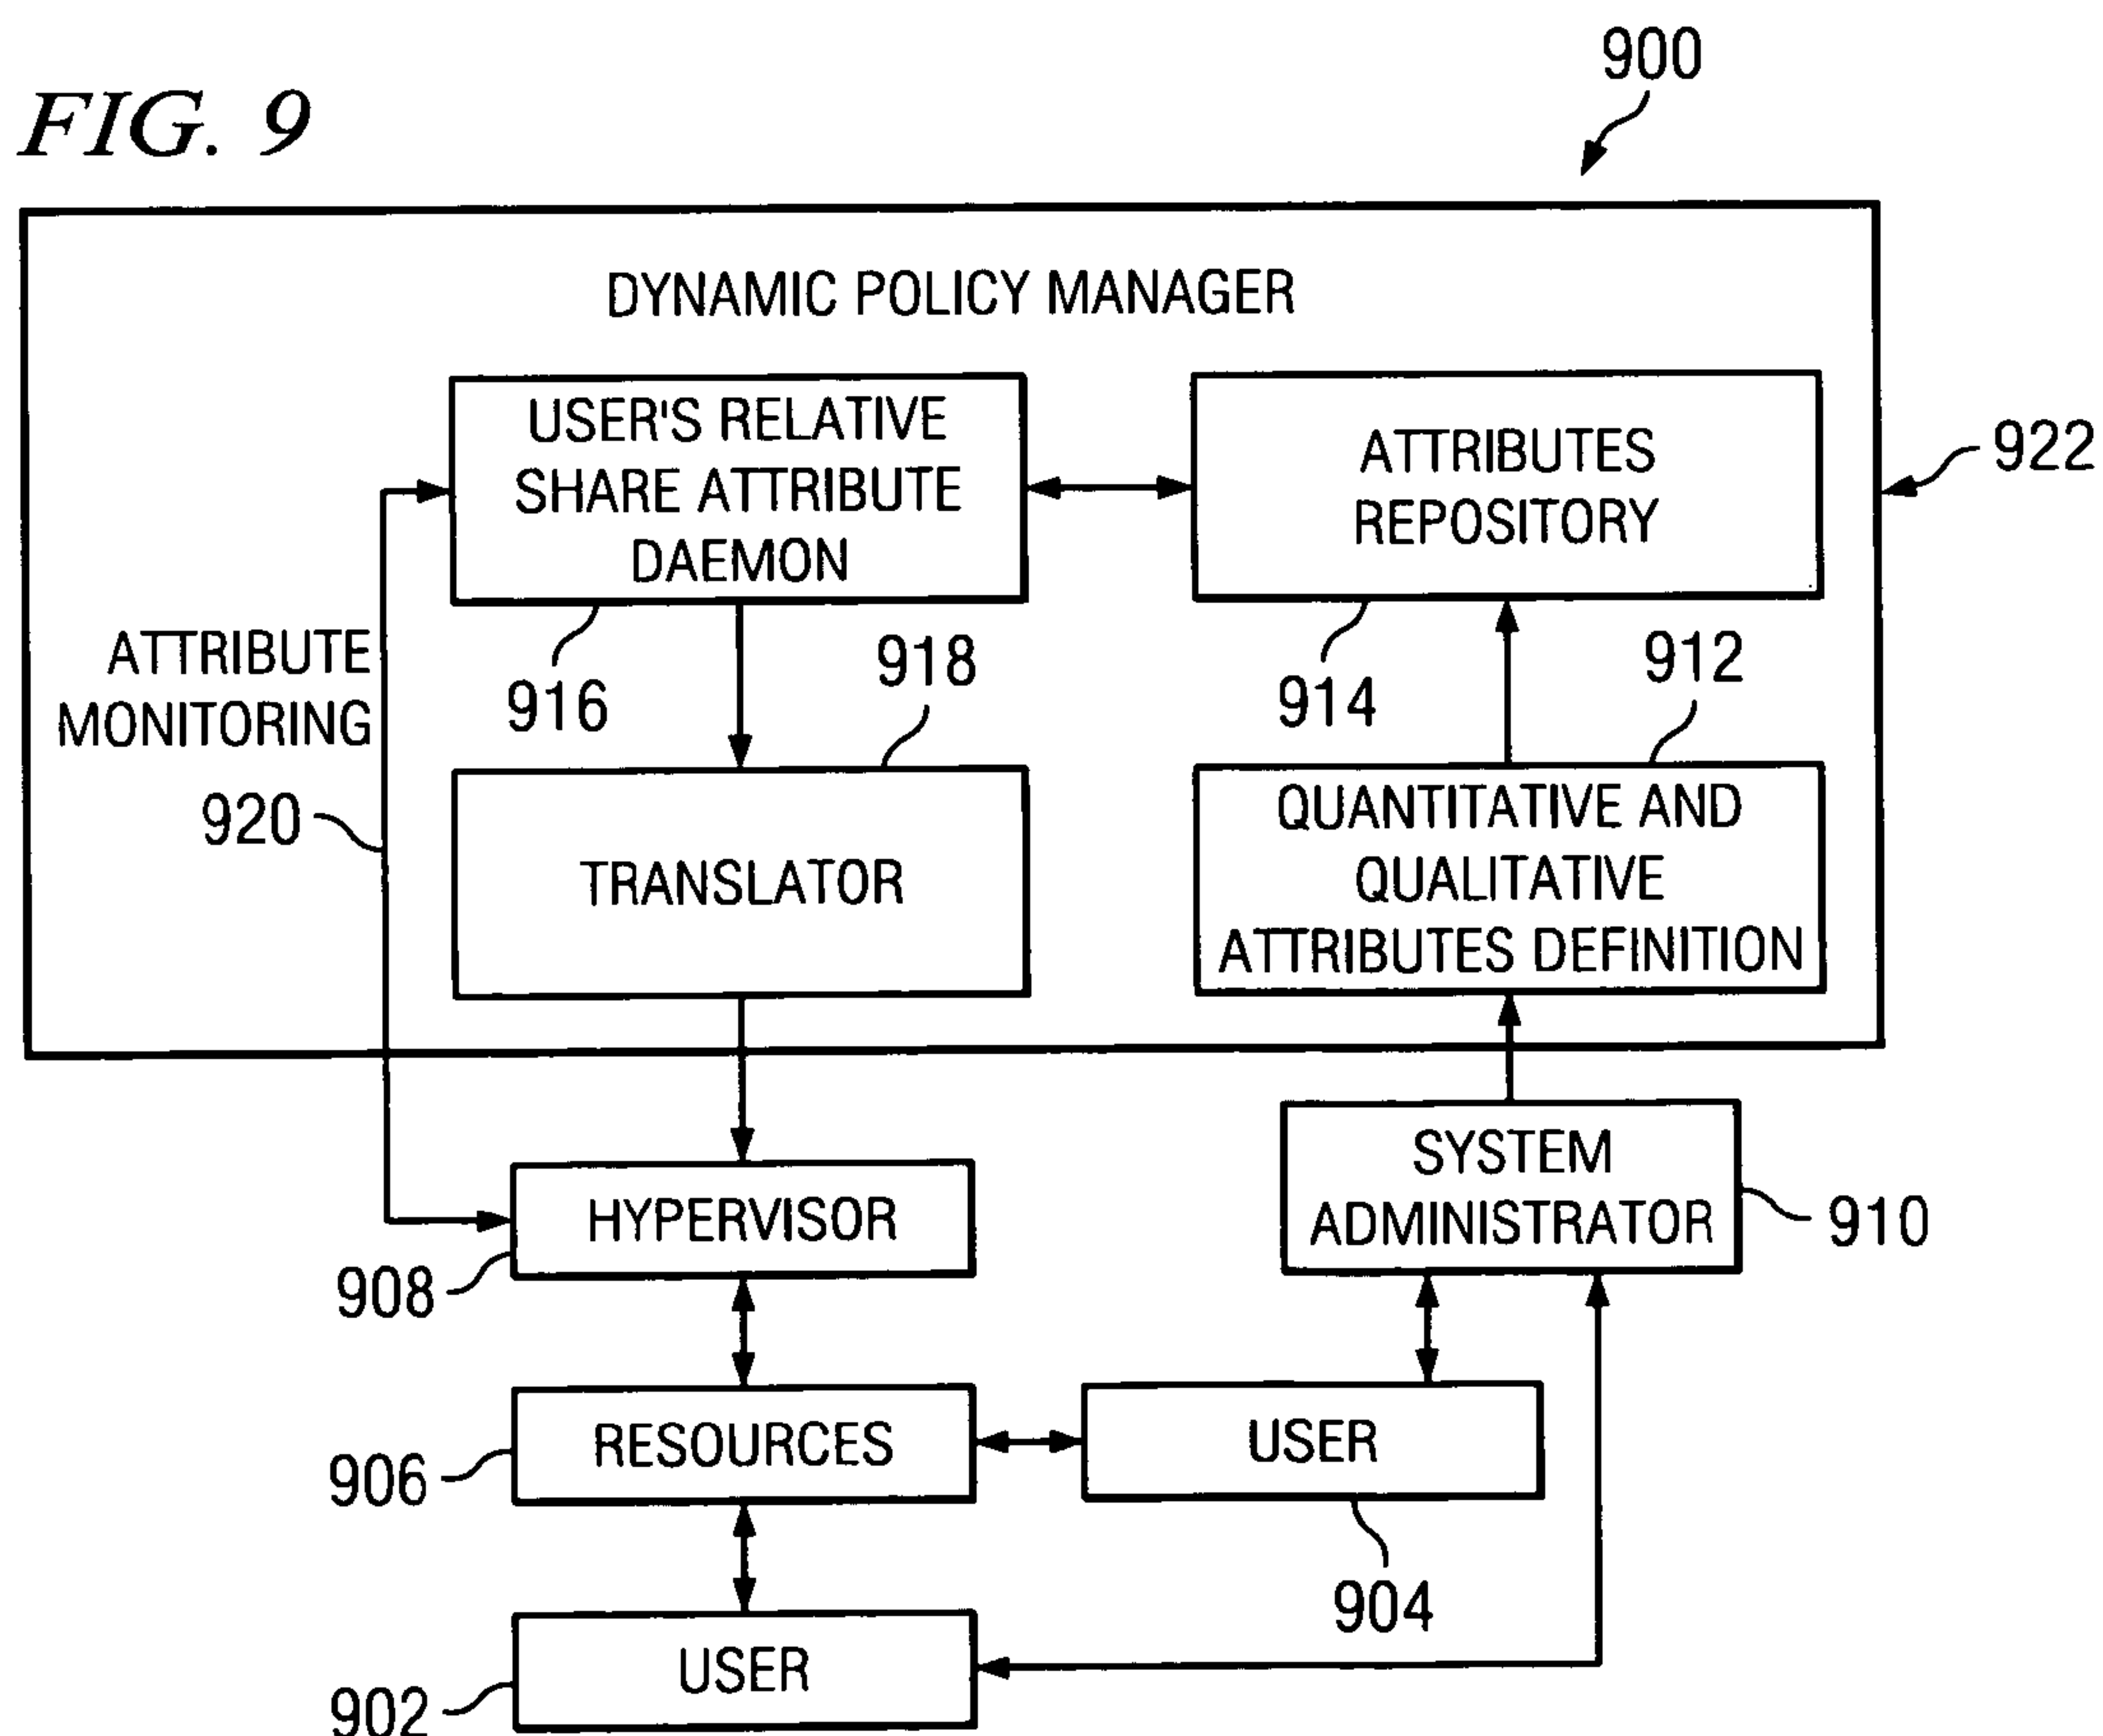 FIG. 9
900
DYNAMIC POLICY MANAGER
USER'S RELATIVE
SHARE ATTRIBUTE
DAEMON
ATTRIBUTES
REPOSITORY
922
ATTRIBUTE
MONITORING
916
918
914
912
920
TRANSLATOR
QUANTITATIVE AND
QUALITATIVE
ATTRIBUTES DEFINITION
HYPERVISOR
908
SYSTEM
ADMINISTRATOR
910
RESOURCES
906
USER
904
USER
902